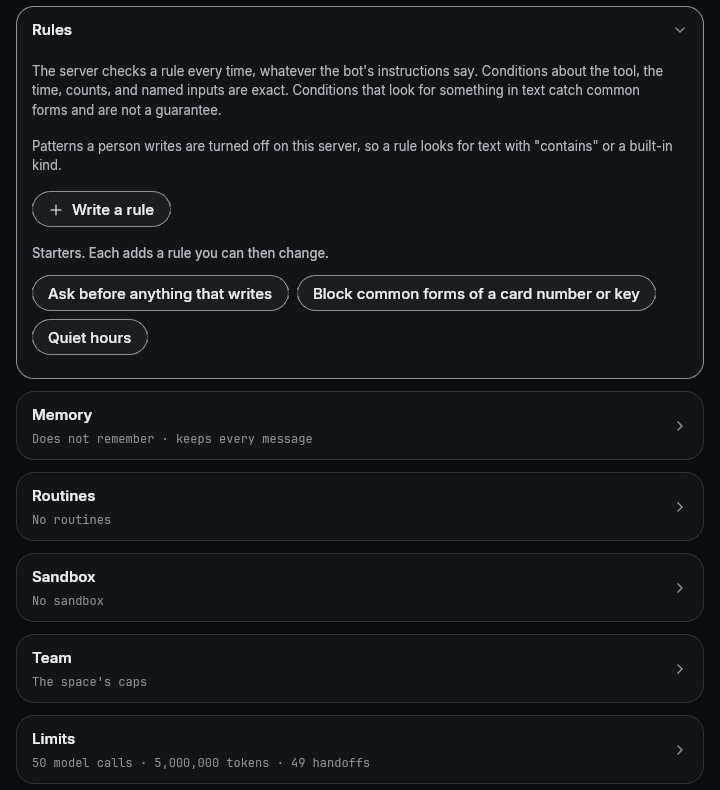 Rules
The server checks a rule every time, whatever the bot's instructions say. Conditions about the tool, the
time, counts, and named inputs are exact. Conditions that look for something in text catch common
forms and are not a guarantee.
Patterns a person writes are turned off on this server, so a rule looks for text with "contains" or a built-in
kind.
+ Write a rule
Starters. Each adds a rule you can then change.
Ask before anything that writes
Block common forms of a card number or key
Quiet hours
Memory
Does not remember · keeps every message
Routines
No routines
Sandbox
No sandbox
Team
The space's caps
Limits
50 model calls · 5,000,000 tokens · 49 handoffs